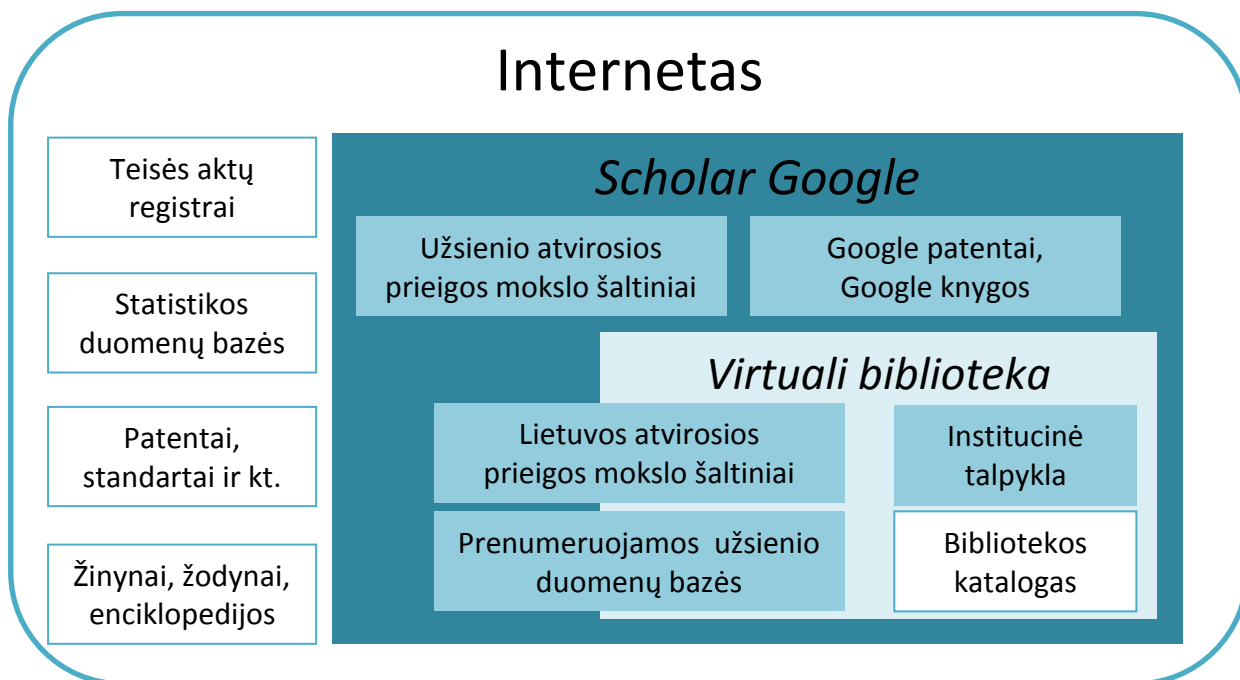 Internetas
Teisės aktų
registrai
Statistikos
duomenų bazės
Patentai,
standartai ir kt.
Žinynai, žodynai,
enciklopedijos
Scholar Google
Užsienio atvirosios
prieigos mokslo šaltiniai
Google patentai,
Google knygos
Virtuali biblioteka
Lietuvos atvirosios
prieigos mokslo šaltiniai
Institucinė
talpykla
Prenumeruojamos užsienio
duomenų bazės
Bibliotekos
katalogas